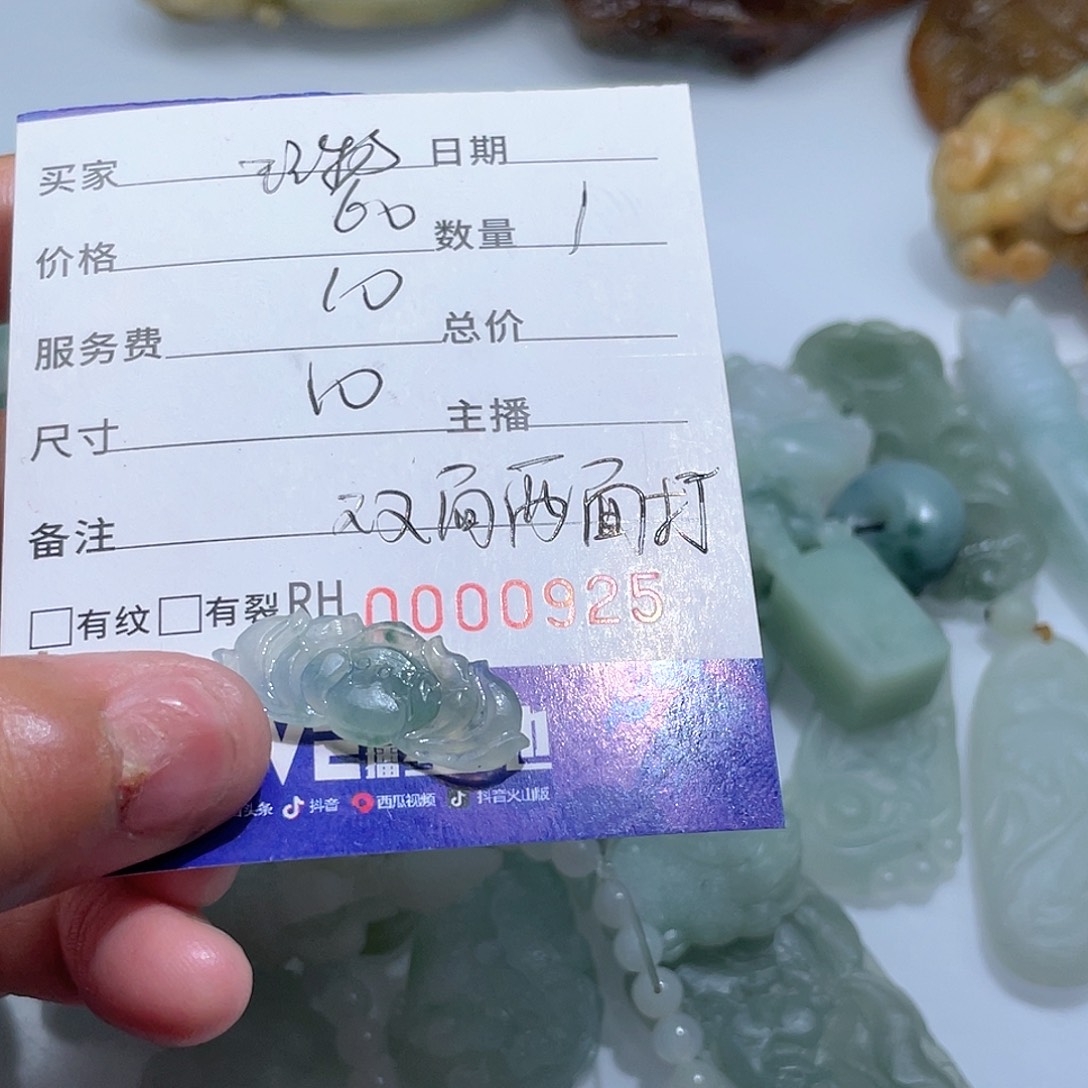 买家 日期
价格 60 数量 1
服务费 10 总价
尺寸 10 主播
备注 双面两面打
□有纹 □有裂 RH 0000925
头条 抖音 西瓜视频 抖音火山版